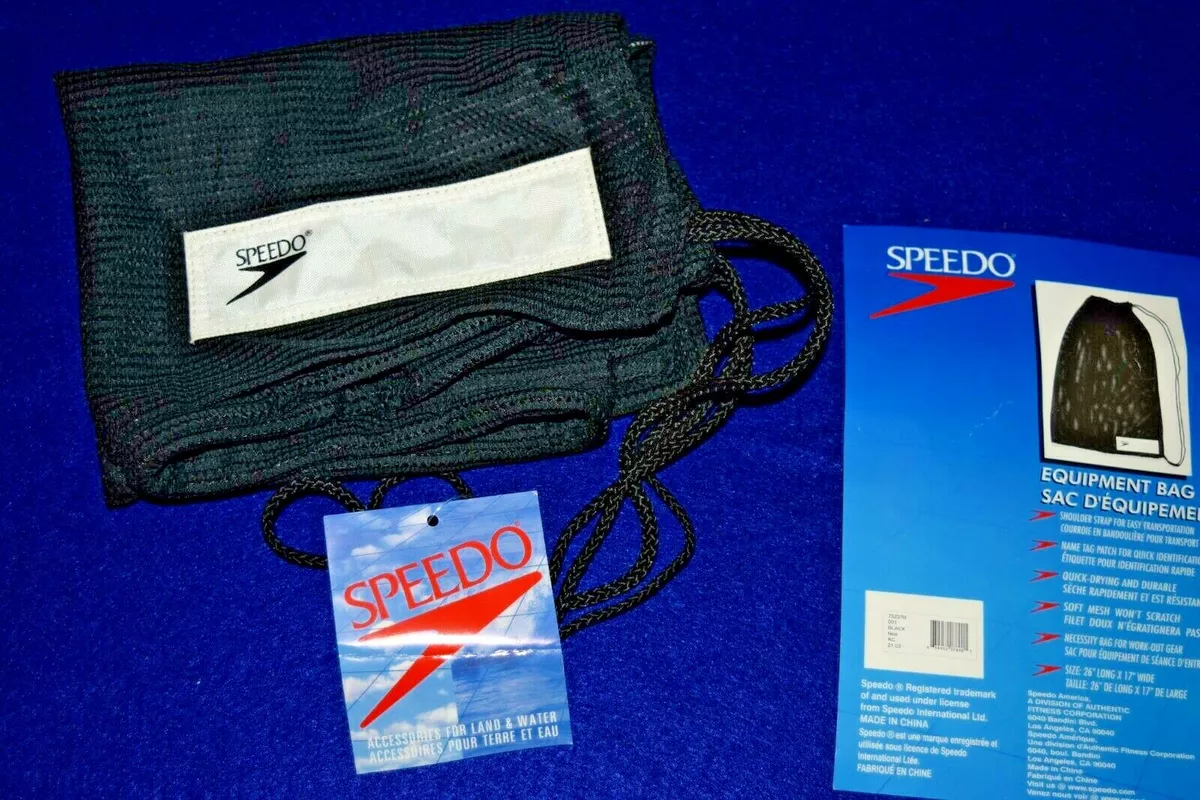 SPEEDO®
SPEEDO®
ACCESSORIES FOR LAND & WATER
ACCESSOIRES POUR TERRE ET EAU
SPEEDO
EQUIPMENT BAG
SAC D'ÉQUIPEME
SHOULDER STRAP FOR EASY TRANSPORTATION
COURROIE EN BANDOULIÈRE POUR TRANSPORT
NAME TAG PATCH FOR QUICK IDENTIFICATIO
ÉTIQUETTE POUR IDENTIFICATION RAPIDE
QUICK-DRYING AND DURABLE
SÈCHE RAPIDEMENT ET EST RÉSISTA
SOFT MESH WON'T SCRATCH
FILET DOUX N'ÉGRATIGNERA PAS
NECESSITY BAG FOR WORK-OUT GEAR
SAC POUR ÉQUIPEMENT DE SÉANCE D'ENTR
SIZE: 26" LONG X 17" WIDE
TAILLE: 26" DE LONG X 17" DE LARGE
001
BLACK
Speedo ® Registered trademark
of and used under license
from Speedo International Ltd.
MADE IN CHINA
Speedo ® est une marque enregistrée et
utilisée sous licence de Speedo
International Ltée.
FABRIQUÉ EN CHINE
Speedo America,
A DIVISION OF AUTHENTIC
FITNESS CORPORATION
6040 Bandini Blvd.
Los Angeles, CA 90040
Speedo Amérique,
Une division d'Authentic Fitness Corporation
6040, boul. Bandini
Los Angeles, CA 90040
Made in China
Fabriqué en Chine
Visit us @ www.speedo.com
Venez nous voir @